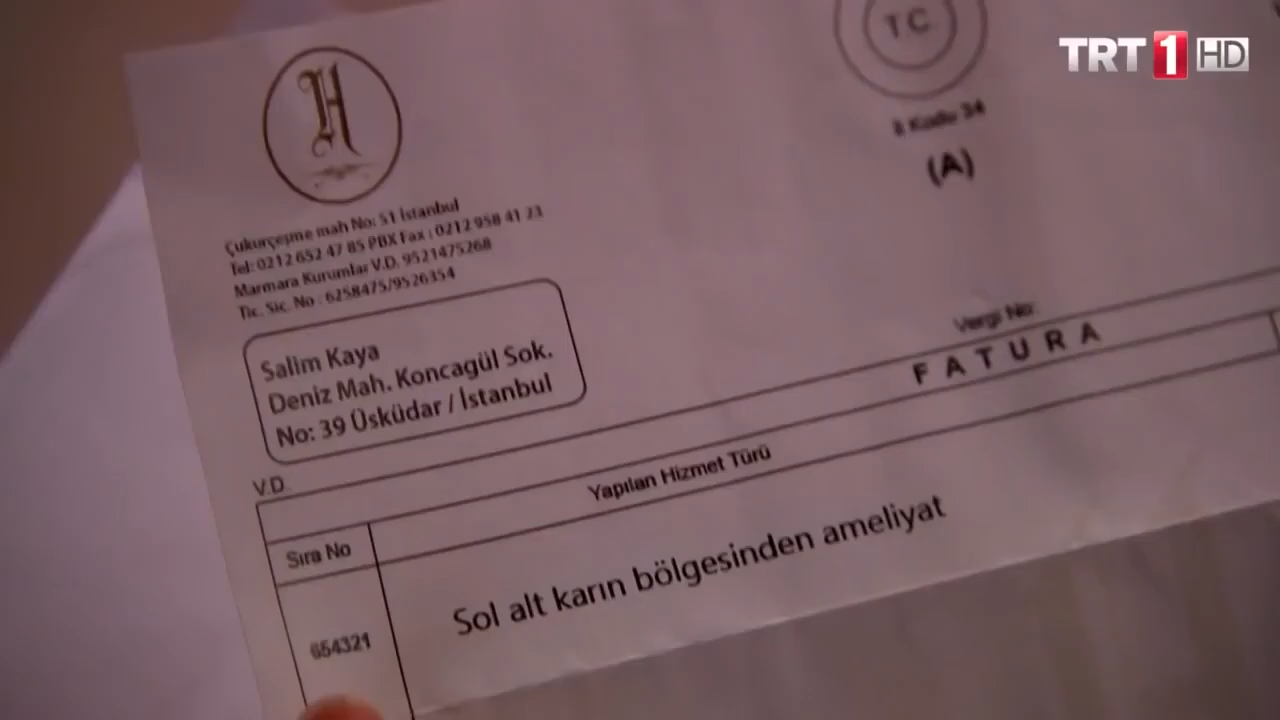 TRT 1 HD
TC
(A)
H
Çukurçeşme mah No: 51 İstanbul
Tel: 0212 652 47 85 PBX Fax : 0212 958 41 23
Marmara Kurumlar V.D. 9521475268
Tic. Sic. No : 6258475/9526354
Salim Kaya
Deniz Mah. Koncagül Sok.
No: 39 Üsküdar / İstanbul
Vergi No:
V.D.
FATURA
Yapılan Hizmet Türü
Sıra No
Sol alt karın bölgesinden ameliyat
654321